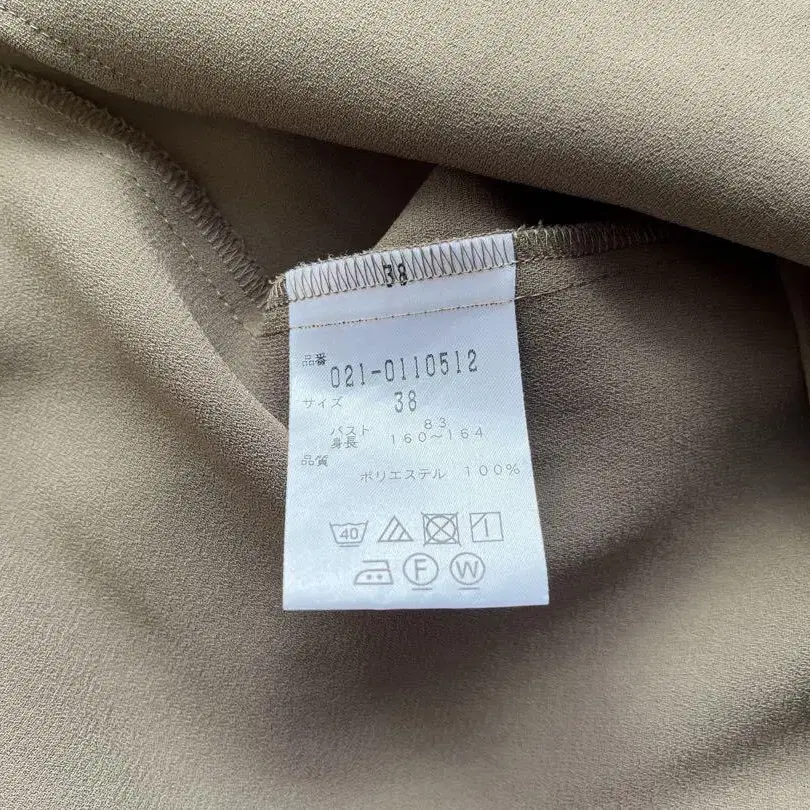 38
品番
021-0110512
サイズ 38
バスト 83
身長 160～164
品質
ポリエステル 100%
40
F W